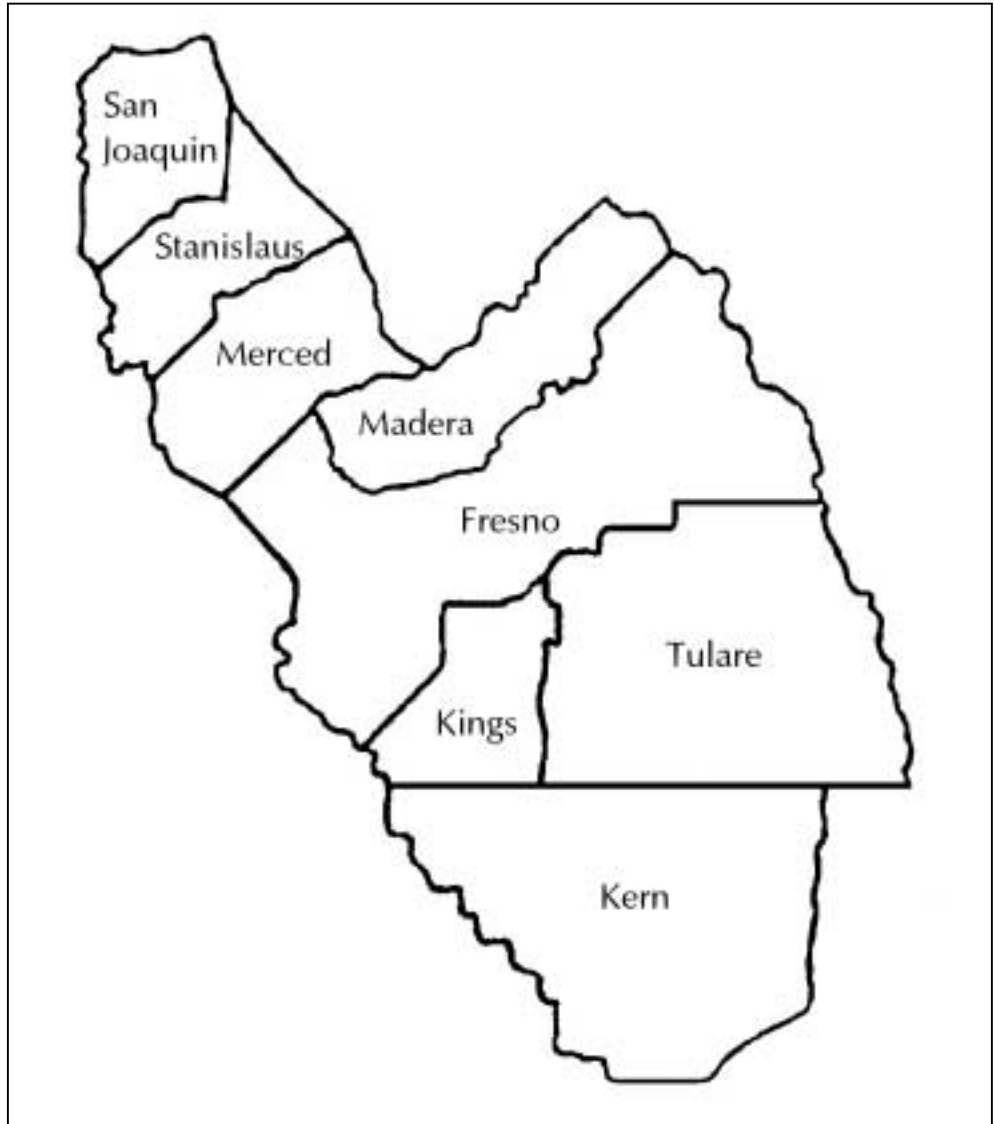 San
Joaquin
Stanislaus
Merced
Madera
Fresno
Tulare
Kings
Kern